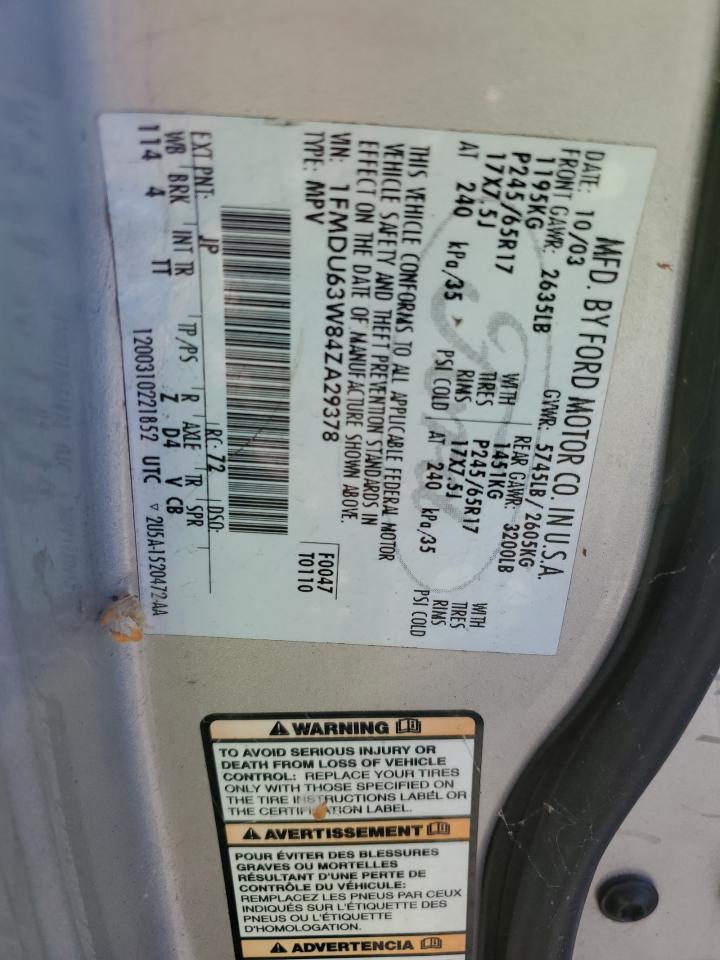 MFD. BY FORD MOTOR CO. IN U.S.A.
DATE: 10/03 GVWR: 5745LB / 2605KG
FRONT GAWR: 2635LB REAR GAWR: 3200LB
1195KG WITH 1451KG WITH
P245/65R17 TIRES P245/65R17 TIRES
17X7.5J RIMS 17X7.5J RIMS
AT 240 kPa/35 PSI COLD AT 240 kPa/35 PSI COLD
THIS VEHICLE CONFORMS TO ALL APPLICABLE FEDERAL MOTOR
VEHICLE SAFETY AND THEFT PREVENTION STANDARDS IN
EFFECT ON THE DATE OF MANUFACTURE SHOWN ABOVE.
VIN: 1FMDU63W84ZA29378 F0047
TYPE: MPV T0110
EXT PNT: JP RC: 72 DSO:
WB BRK INT TR TP/PS R AXLE TR SPR
114 4 TT Z D4 V CB
1200310221852 UTC ▿ 2U5A-1520472-AA
Ford
WARNING
TO AVOID SERIOUS INJURY OR
DEATH FROM LOSS OF VEHICLE
CONTROL: REPLACE YOUR TIRES
ONLY WITH THOSE SPECIFIED ON
THE TIRE INSTRUCTIONS LABEL OR
THE CERTIFICATION LABEL.
AVERTISSEMENT
POUR ÉVITER DES BLESSURES
GRAVES OU MORTELLES
RÉSULTANT D'UNE PERTE DE
CONTRÔLE DU VÉHICULE:
REMPLACEZ LES PNEUS PAR CEUX
INDIQUÉS SUR L'ÉTIQUETTE DES
PNEUS OU L'ÉTIQUETTE
D'HOMOLOGATION.
ADVERTENCIA